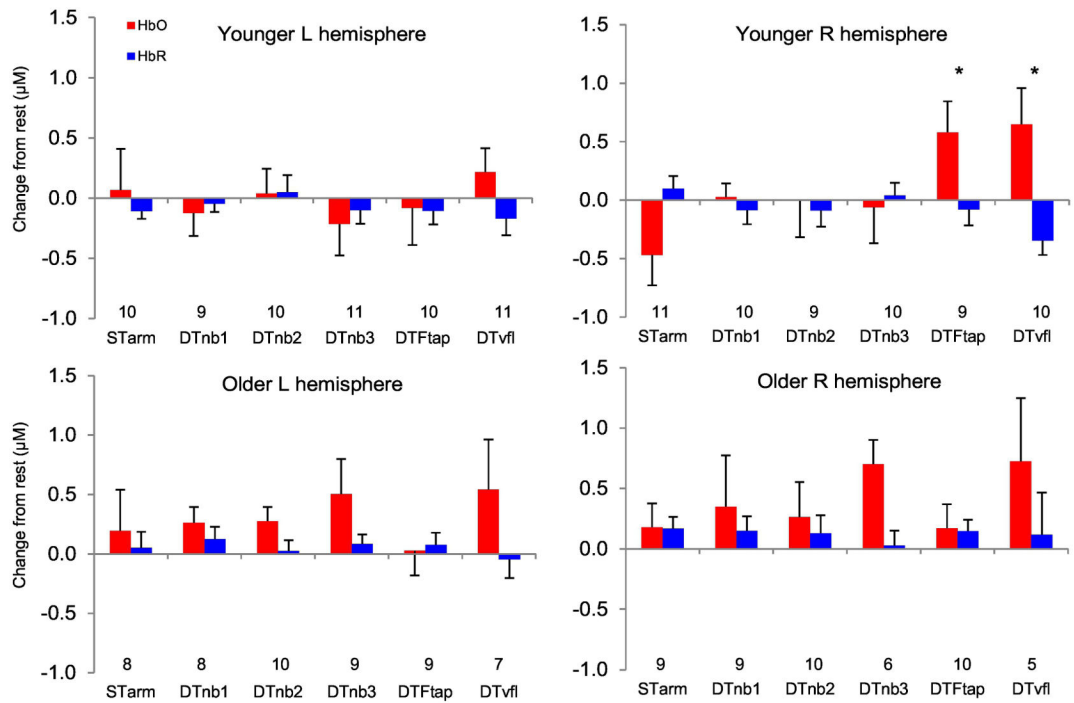 HbO
HbR
Younger L hemisphere
Change from rest (µM)
1.5
1.0
0.5
0.0
-0.5
-1.0
10 9 10 11 10 11
STarm DTnb1 DTnb2 DTnb3 DTFtap DTvfl
Younger R hemisphere
1.5
1.0
0.5
0.0
-0.5
-1.0
* *
11 10 9 10 9 10
STarm DTnb1 DTnb2 DTnb3 DTFtap DTvfl
Older L hemisphere
Change from rest (µM)
1.5
1.0
0.5
0.0
-0.5
-1.0
8 8 10 9 9 7
STarm DTnb1 DTnb2 DTnb3 DTFtap DTvfl
Older R hemisphere
1.5
1.0
0.5
0.0
-0.5
-1.0
9 9 10 6 10 5
STarm DTnb1 DTnb2 DTnb3 DTFtap DTvfl